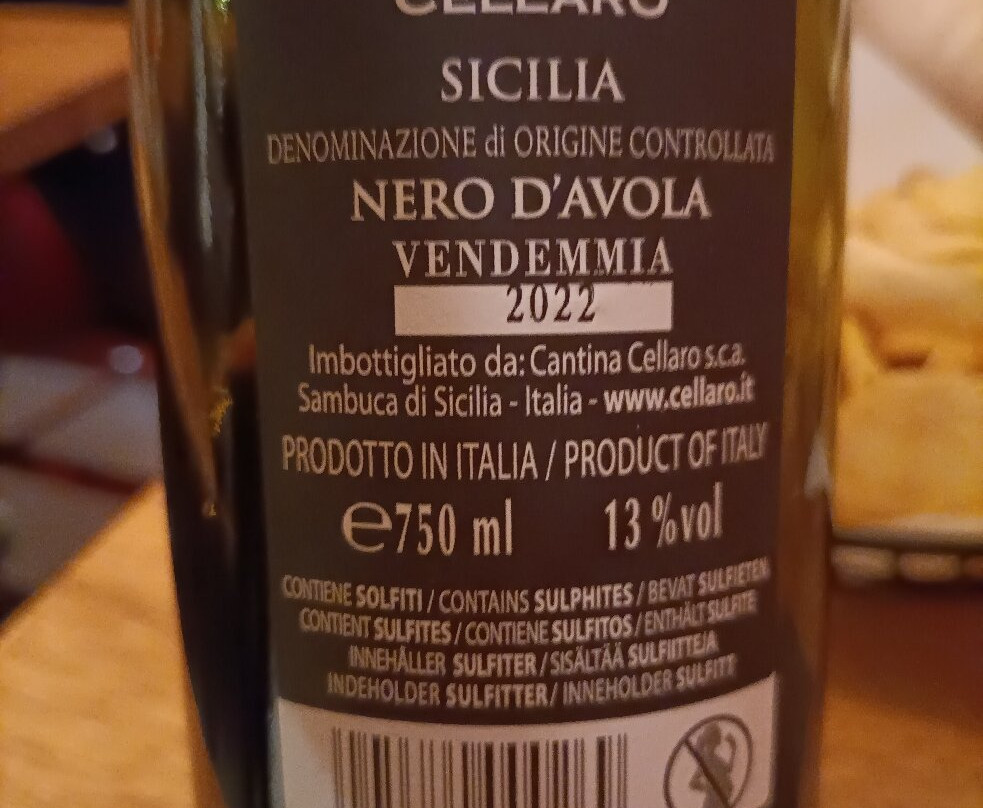 CELLARO
SICILIA
DENOMINAZIONE di ORIGINE CONTROLLATA
NERO D'AVOLA
VENDEMMIA
2022
Imbottigliato da: Cantina Cellaro s.c.a.
Sambuca di Sicilia - Italia - www.cellaro.it
PRODOTTO IN ITALIA / PRODUCT OF ITALY
℮750 ml 13 %vol
CONTIENE SOLFITI / CONTAINS SULPHITES / BEVAT SULFIETEN
CONTIENT SULFITES / CONTIENE SULFITOS / ENTHÄLT SULFITE
INNEHÅLLER SULFITER / SISÄLTÄÄ SULFIITTEJA
INDEHOLDER SULFITTER / INNEHOLDER SULFITT